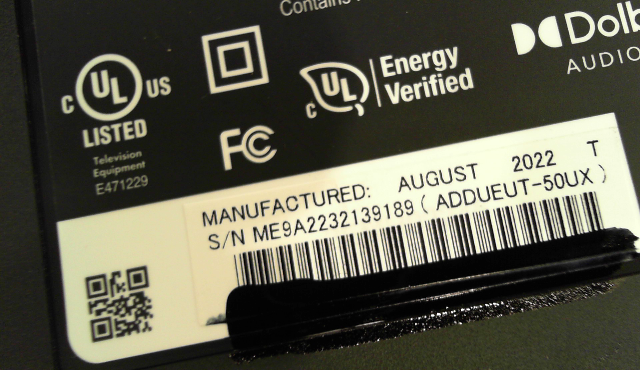 Contains
Dolb
AUDIO
C UL US
LISTED
Television
Equipment
E471229
FC
C UL
Energy
Verified
MANUFACTURED: AUGUST 2022 T
S/N ME9A2232139189 ( ADDUEUT-50UX )